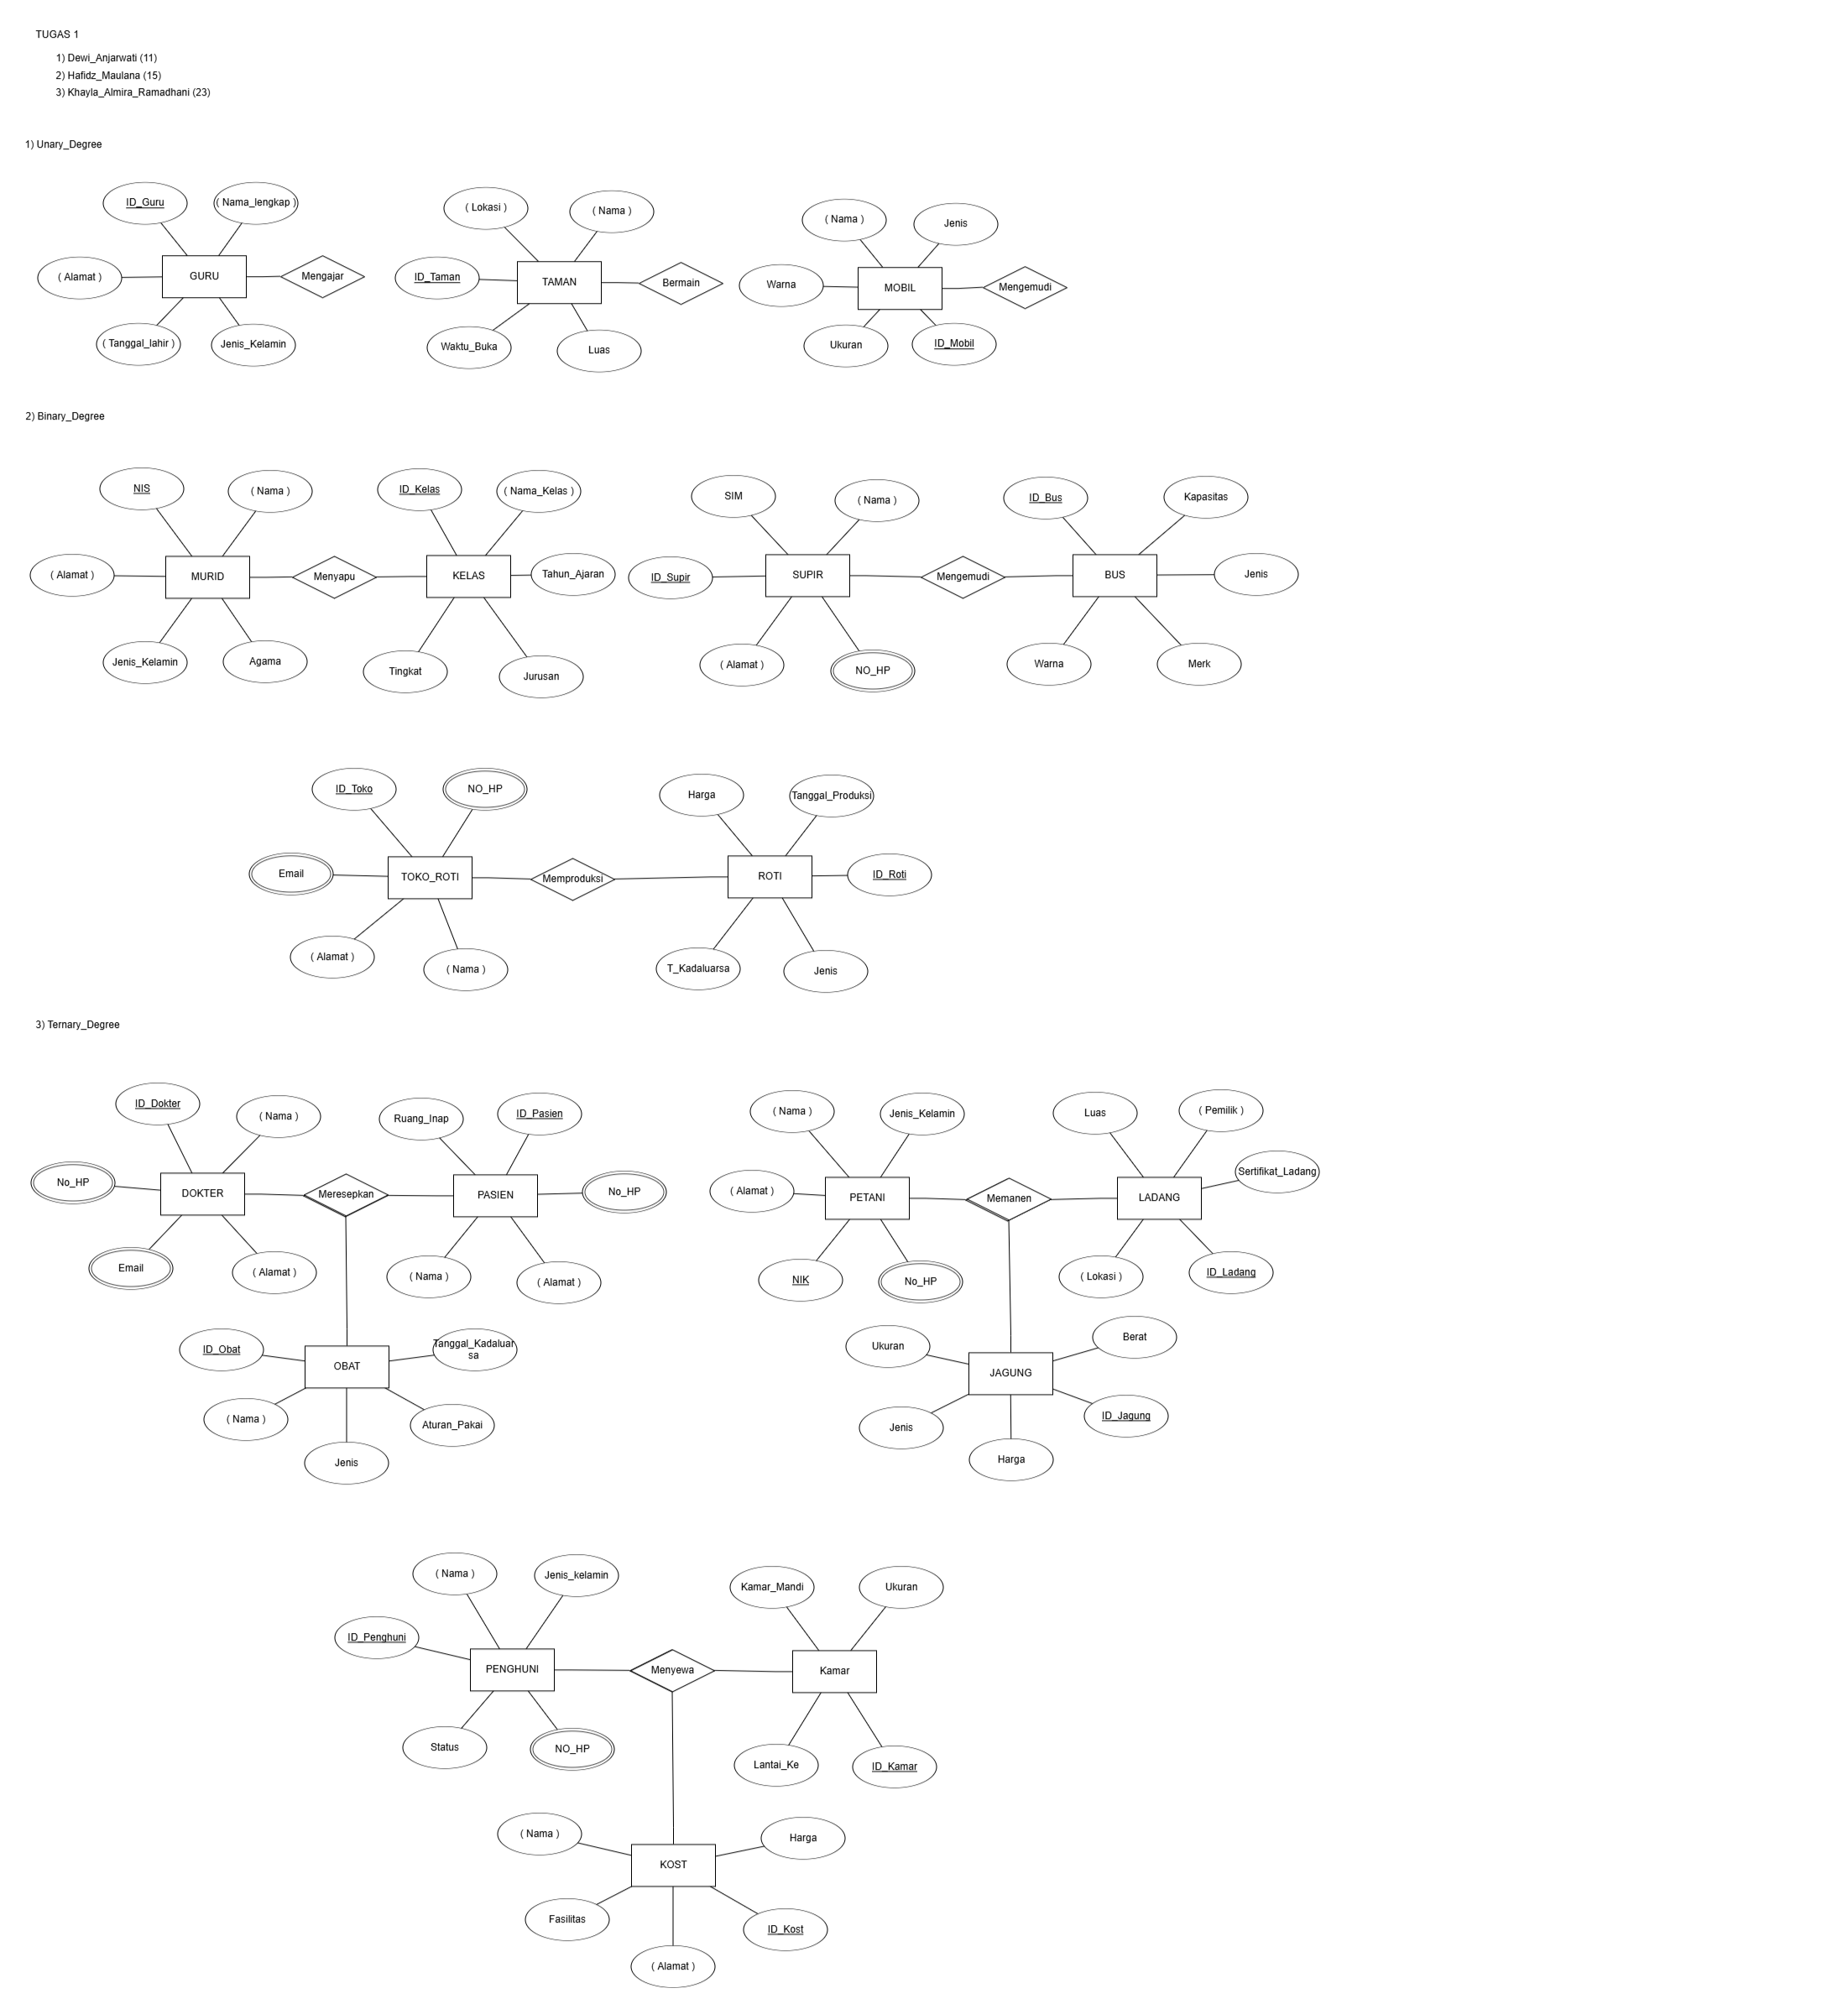 TUGAS 1
1) Dewi_Anjarwati (11)
2) Hafidz_Maulana (15)
3) Khayla_Almira_Ramadhani (23)
1) Unary_Degree
ID_Guru
( Nama_lengkap )
( Alamat )
GURU
Mengajar
( Tanggal_lahir )
Jenis_Kelamin
( Lokasi )
( Nama )
ID_Taman
TAMAN
Bermain
Waktu_Buka
Luas
( Nama )
Jenis
Warna
MOBIL
Mengemudi
Ukuran
ID_Mobil
2) Binary_Degree
NIS
( Nama )
( Alamat )
MURID
Menyapu
Jenis_Kelamin
Agama
ID_Kelas
( Nama_Kelas )
KELAS
Tahun_Ajaran
Tingkat
Jurusan
SIM
( Nama )
ID_Supir
SUPIR
Mengemudi
( Alamat )
NO_HP
ID_Bus
Kapasitas
BUS
Jenis
Warna
Merk
ID_Toko
NO_HP
Email
TOKO_ROTI
Memproduksi
( Alamat )
( Nama )
Harga
Tanggal_Produksi
ROTI
ID_Roti
T_Kadaluarsa
Jenis
3) Ternary_Degree
ID_Dokter
( Nama )
No_HP
DOKTER
Meresepkan
Email
( Alamat )
Ruang_Inap
ID_Pasien
PASIEN
No_HP
( Nama )
( Alamat )
ID_Obat
Tanggal_Kadaluar
sa
OBAT
( Nama )
Aturan_Pakai
Jenis
( Nama )
Jenis_Kelamin
( Alamat )
PETANI
Memanen
NIK
No_HP
Luas
( Pemilik )
Sertifikat_Ladang
LADANG
( Lokasi )
ID_Ladang
Ukuran
Berat
JAGUNG
Jenis
ID_Jagung
Harga
( Nama )
Jenis_kelamin
ID_Penghuni
PENGHUNI
Menyewa
Status
NO_HP
Kamar_Mandi
Ukuran
Kamar
Lantai_Ke
ID_Kamar
( Nama )
Harga
KOST
Fasilitas
ID_Kost
( Alamat )